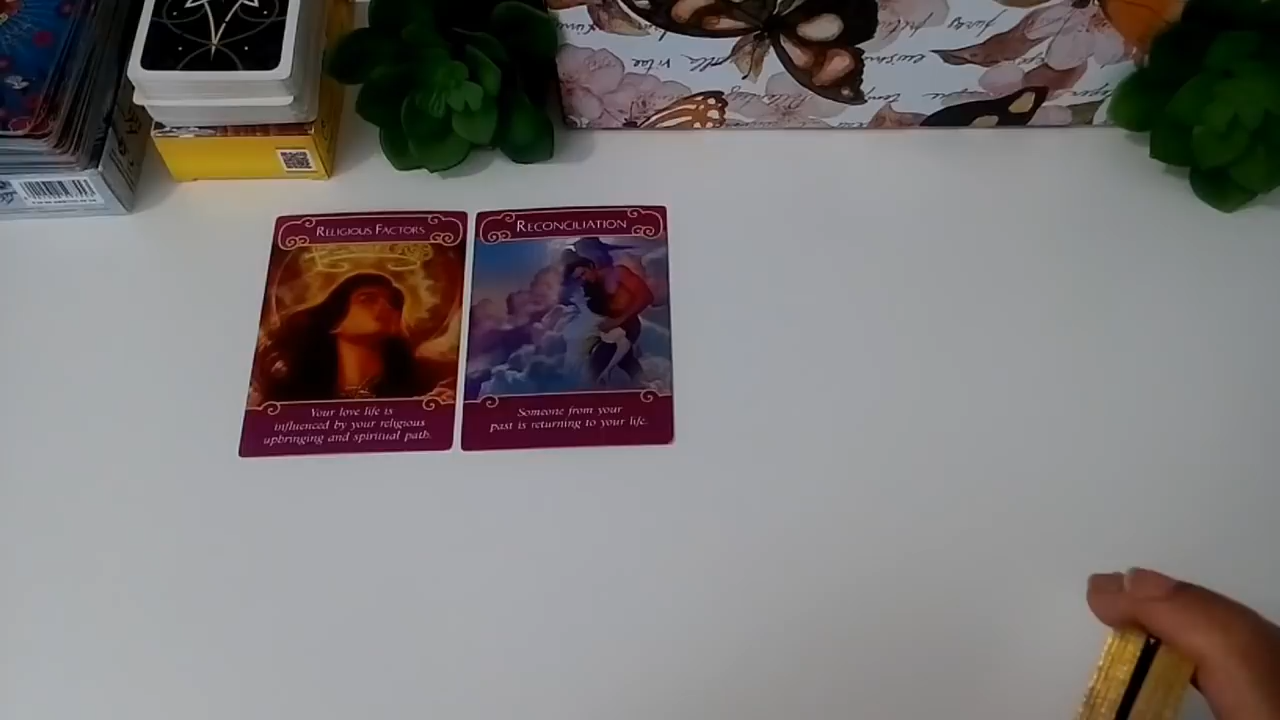 RELIGIOUS FACTORS
Your love life is
influenced by your religious
upbringing and spiritual path.
RECONCILIATION
Someone from your
past is returning to your life.